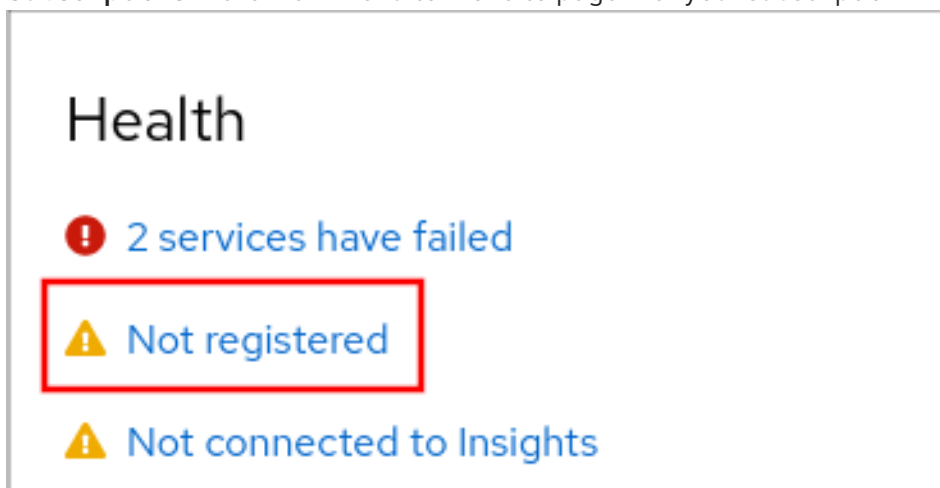 Health
2 services have failed
Not registered
Not connected to Insights